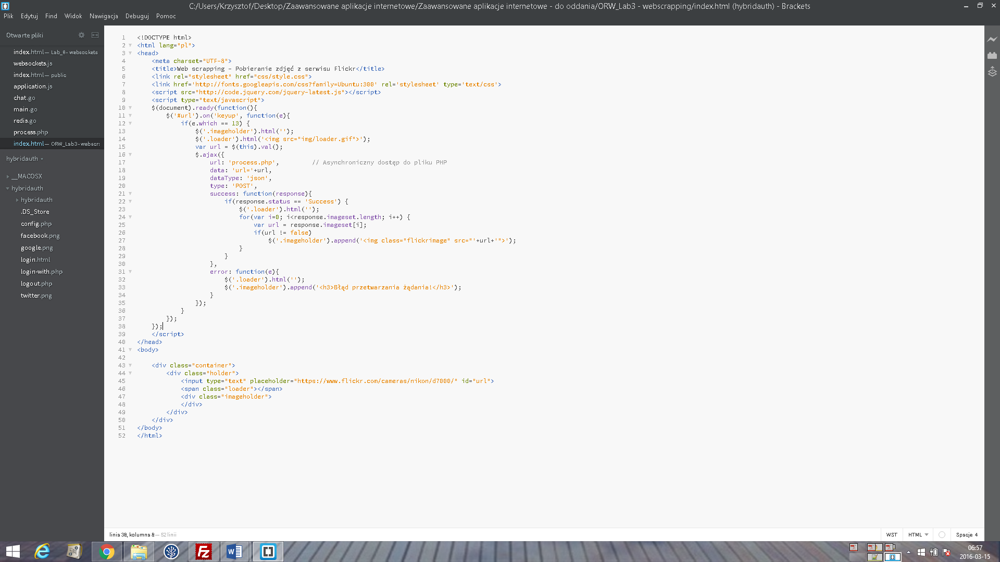 C:/Users/Krzysztof/Desktop/Zaawansowane aplikacje internetowe/Zaawansowane aplikacje internetowe - do oddania/ORW_Lab3 - webscrapping/index.html (hybridauth) - Brackets
Plik Edytuj Find Widok Nawigacja Debuguj Pomoc
Otwarte pliki
index.html — Lab_6 - websockets
websockets.js
index.html — public
application.js
chat.go
main.go
redis.go
process.php
index.html — ORW_Lab3 - webscr
hybridauth
__MACOSX
hybridauth
hybridauth
.DS_Store
config.php
facebook.png
google.png
login.html
login-with.php
logout.php
twitter.png
1 <!DOCTYPE html>
2 <html lang="pl">
3 <head>
4     <meta charset="UTF-8">
5     <title>Web scrapping - Pobieranie zdjęć z serwisu Flickr</title>
6     <link rel="stylesheet" href="css/style.css">
7     <link href='http://fonts.googleapis.com/css?family=Ubuntu:300' rel='stylesheet' type='text/css'>
8     <script src="http://code.jquery.com/jquery-latest.js"></script>
9     <script type="text/javascript">
10     $(document).ready(function(){
11         $('#url').on('keyup', function(e){
12             if(e.which == 13) {
13                 $('.imageholder').html('');
14                 $('.loader').html('<img src="img/loader.gif">');
15                 var url = $(this).val();
16                 $.ajax({
17                     url: 'process.php',         // Asynchroniczny dostęp do pliku PHP
18                     data: 'url='+url,
19                     dataType: 'json',
20                     type: 'POST',
21                     success: function(response){
22                         if(response.status == 'Success') {
23                             $('.loader').html('');
24                             for(var i=0; i<response.imageset.length; i++) {
25                                 var url = response.imageset[i];
26                                 if(url != false)
27                                     $('.imageholder').append('<img class="flickrimage" src="'+url+'">');
28                             }
29                         }
30                     },
31                     error: function(e){
32                         $('.loader').html('');
33                         $('.imageholder').append('<h3>Błąd przetwarzania żądania!</h3>');
34                     }
35                 });
36             }
37         });
38     });
39     </script>
40 </head>
41 <body>
42
43     <div class="container">
44         <div class="holder">
45             <input type="text" placeholder="https://www.flickr.com/cameras/nikon/d7000/" id="url">
46             <span class="loader"></span>
47             <div class="imageholder">
48             </div>
49         </div>
50     </div>
51 </body>
52 </html>
linia 38, kolumna 8 — 52 linii
WST HTML Spacje 4
06:57
2016-03-15